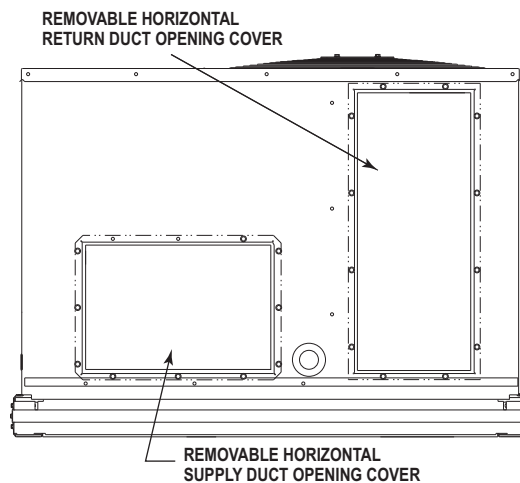 REMOVABLE HORIZONTAL
RETURN DUCT OPENING COVER
REMOVABLE HORIZONTAL
SUPPLY DUCT OPENING COVER